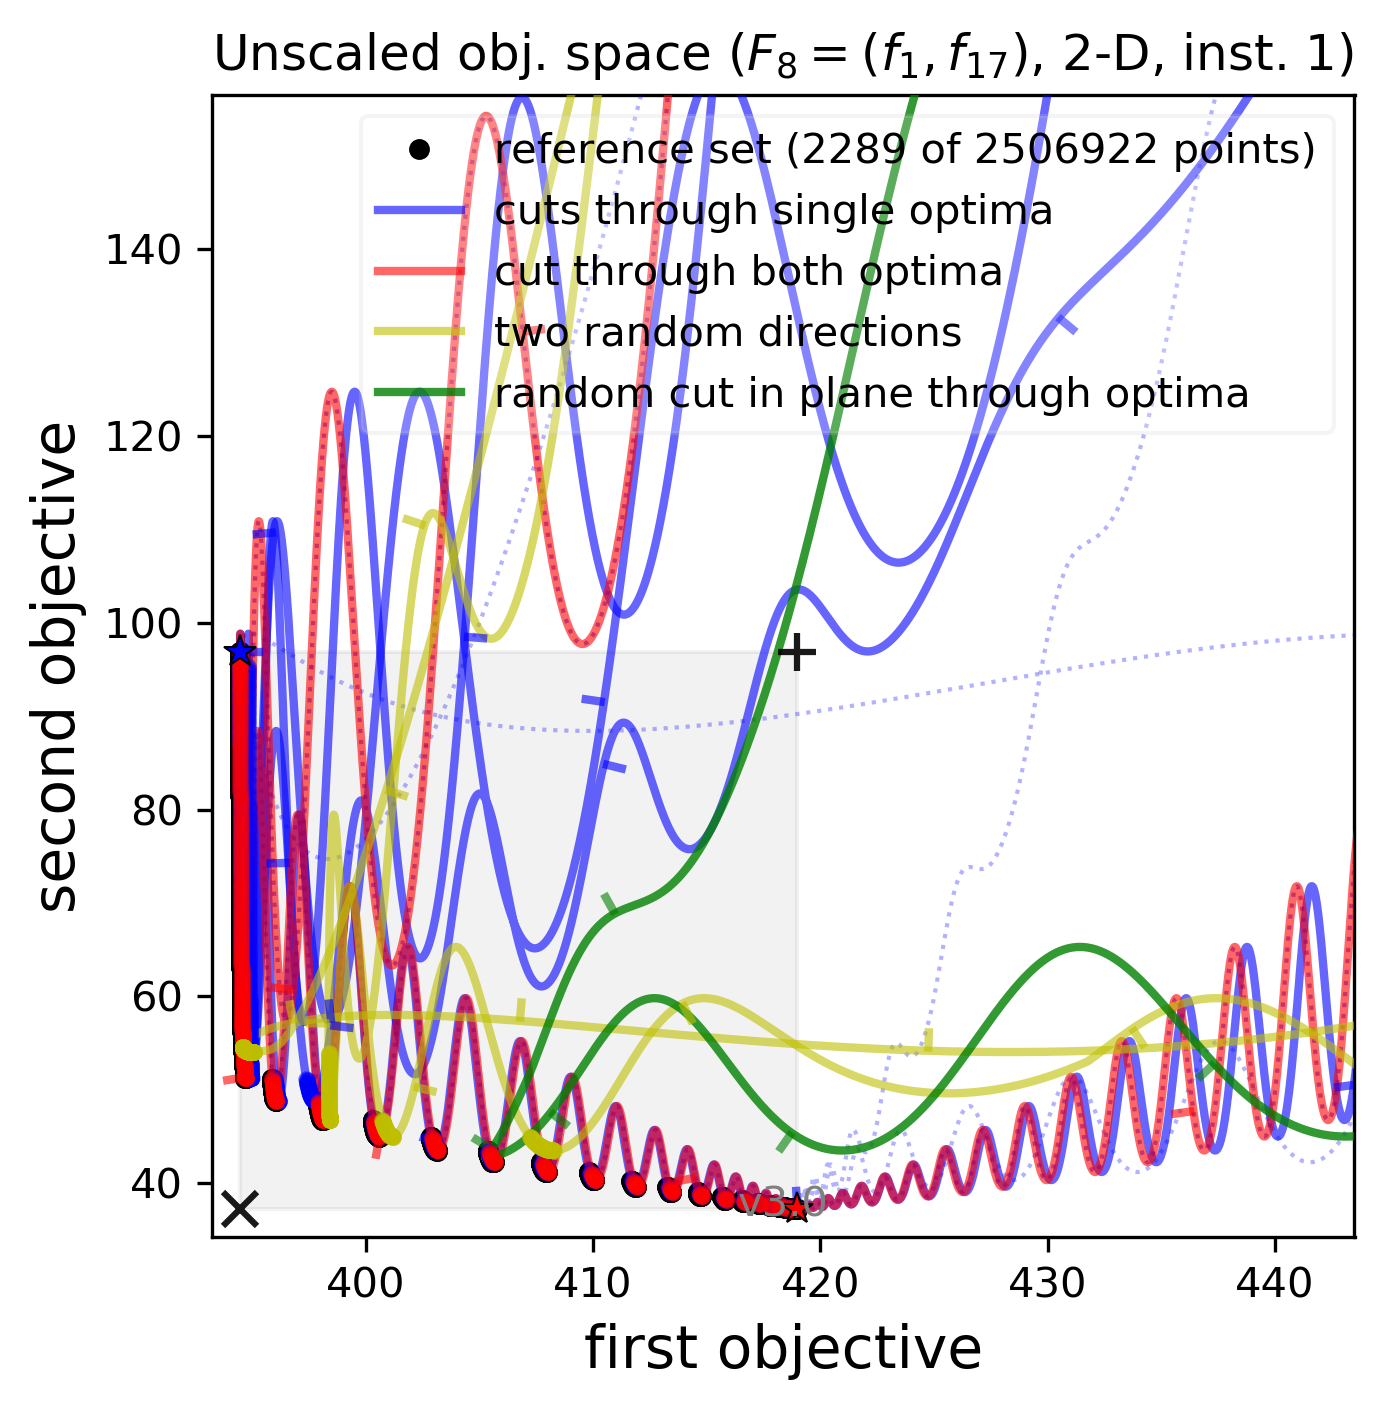 Unscaled obj. space (F₈ = (f₁, f₁₇), 2-D, inst. 1)
reference set (2289 of 2506922 points)
cuts through single optima
cut through both optima
two random directions
random cut in plane through optima
second objective
140
120
100
80
60
40
400
410
420
430
440
first objective